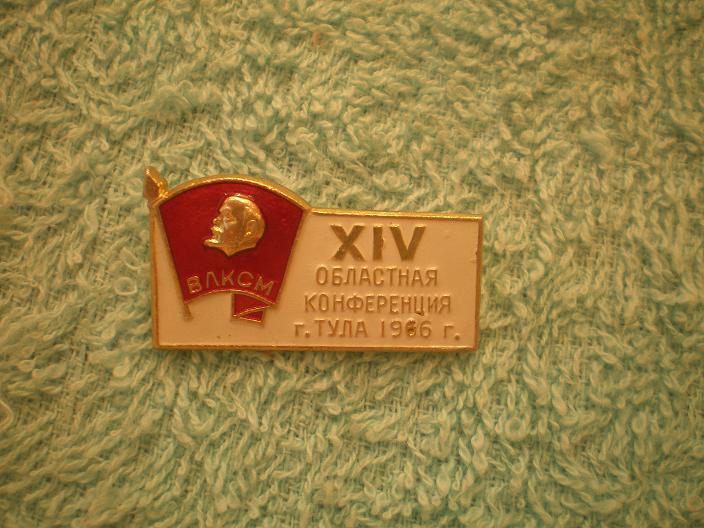 ВЛКСМ
XIV
ОБЛАСТНАЯ
КОНФЕРЕНЦИЯ
г. ТУЛА 1966 г.